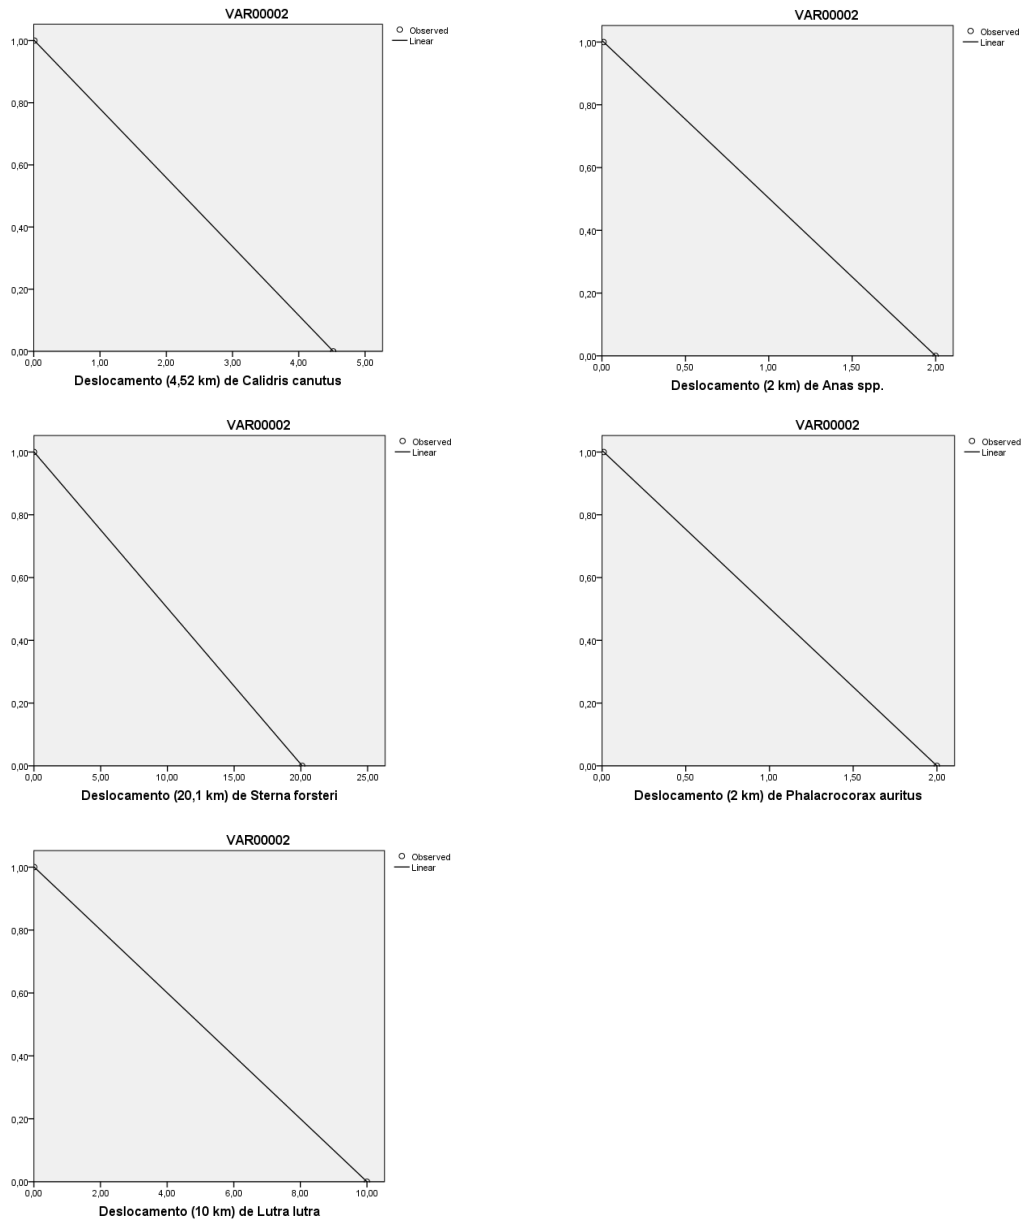 VAR00002
Observed
Linear
1,00
0,80
0,60
0,40
0,20
0,00
0,00 1,00 2,00 3,00 4,00 5,00
Deslocamento (4,52 km) de Calidris canutus
VAR00002
Observed
Linear
1,00
0,80
0,60
0,40
0,20
0,00
0,00 0,50 1,00 1,50 2,00
Deslocamento (2 km) de Anas spp.
VAR00002
Observed
Linear
1,00
0,80
0,60
0,40
0,20
0,00
0,00 5,00 10,00 15,00 20,00 25,00
Deslocamento (20,1 km) de Sterna forsteri
VAR00002
Observed
Linear
1,00
0,80
0,60
0,40
0,20
0,00
0,00 0,50 1,00 1,50 2,00
Deslocamento (2 km) de Phalacrocorax auritus
VAR00002
Observed
Linear
1,00
0,80
0,60
0,40
0,20
0,00
0,00 2,00 4,00 6,00 8,00 10,00
Deslocamento (10 km) de Lutra lutra